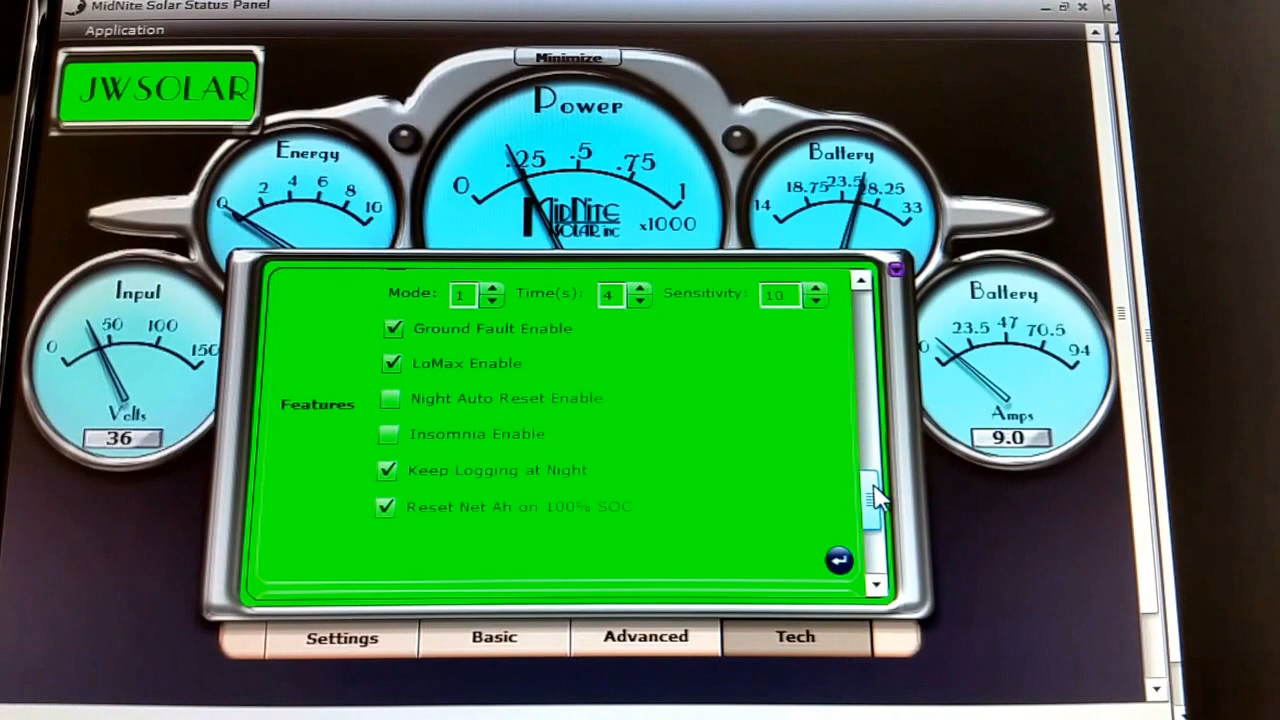 MidNite Solar Status Panel
Application
JWSOLAR
Minimize
Power
0 .25 .5 .75 1
x1000
MidNite
SOLAR inc
Energy
0 2 4 6 8 10
Battery
14 18.75 23.5 28.25 33
Input
0 50 100 150
Volts
36
Battery
0 23.5 47 70.5 94
Amps
9.0
Mode: 1 Time(s): 4 Sensitivity: 10
Ground Fault Enable
LoMax Enable
Features
Night Auto Reset Enable
Insomnia Enable
Keep Logging at Night
Reset Net Ah on 100% SOC
Settings Basic Advanced Tech